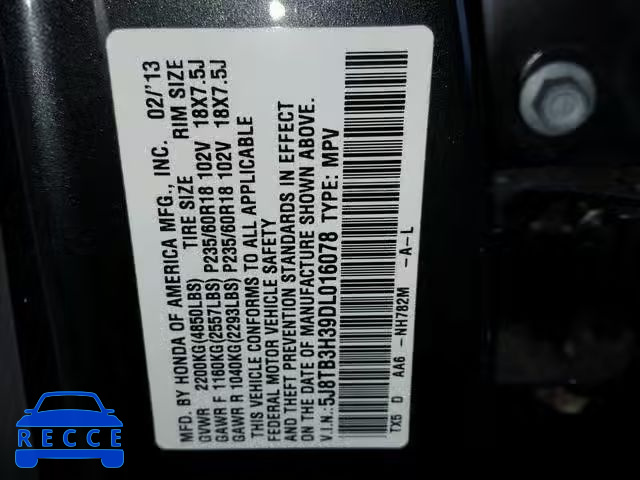 MFD. BY HONDA OF AMERICA MFG., INC. 02/'13
TIRE SIZE RIM SIZE
GVWR 2200KG(4850LBS)
GAWR F 1160KG(2557LBS) P235/60R18 102V 18X7.5J
GAWR R 1040KG(2293LBS) P235/60R18 102V 18X7.5J
THIS VEHICLE CONFORMS TO ALL APPLICABLE
FEDERAL MOTOR VEHICLE SAFETY
AND THEFT PREVENTION STANDARDS IN EFFECT
ON THE DATE OF MANUFACTURE SHOWN ABOVE.
V.I.N.:5J8TB3H39DL016078 TYPE: MPV
TX5 D AA6 -NH782M -A-L
RECCE